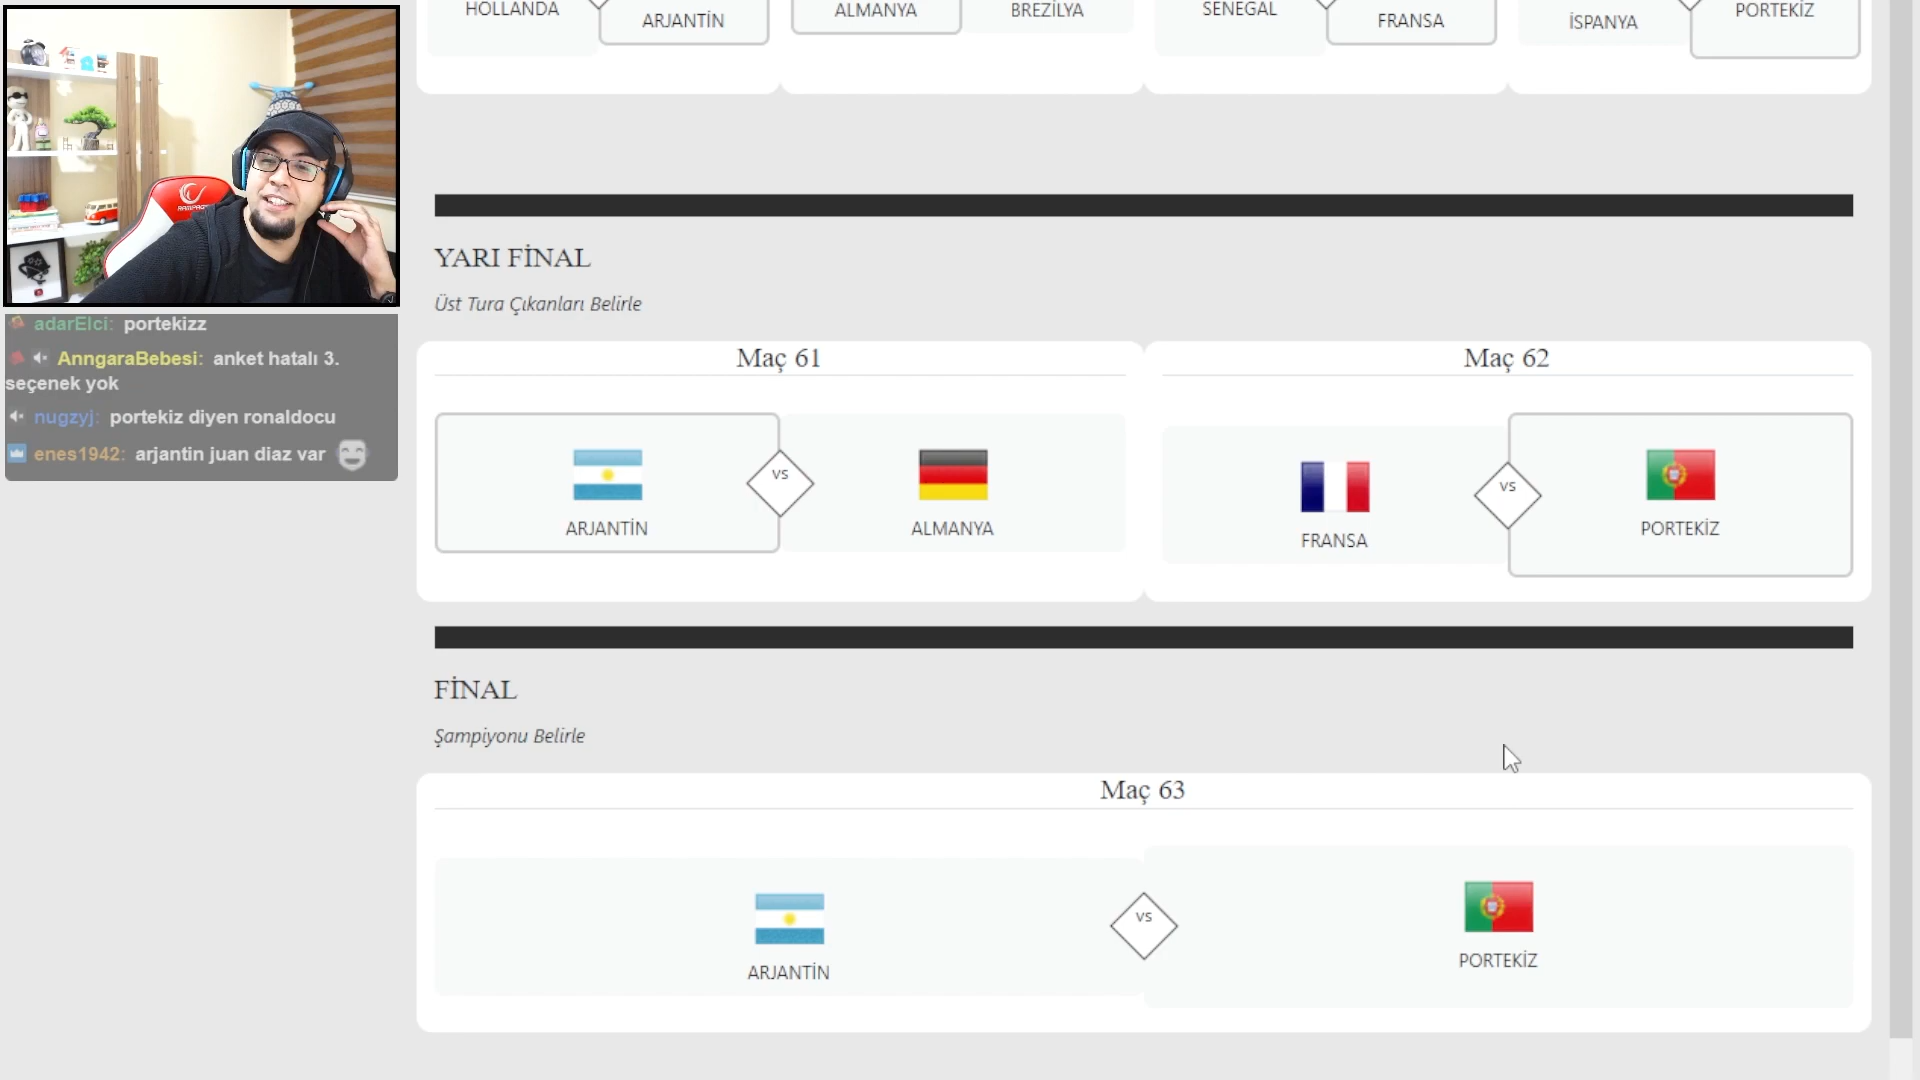 HOLLANDA
ARJANTİN
ALMANYA
BREZİLYA
SENEGAL
FRANSA
İSPANYA
PORTEKİZ
RAMPAGE
adarElci: portekizz
AnngaraBebesi: anket hatalı 3.
seçenek yok
nugzyj: portekiz diyen ronaldocu
enes1942: arjantin juan diaz var
YARI FİNAL
Üst Tura Çıkanları Belirle
Maç 61
ARJANTİN
vs
ALMANYA
Maç 62
FRANSA
vs
PORTEKİZ
FİNAL
Şampiyonu Belirle
Maç 63
ARJANTİN
vs
PORTEKİZ